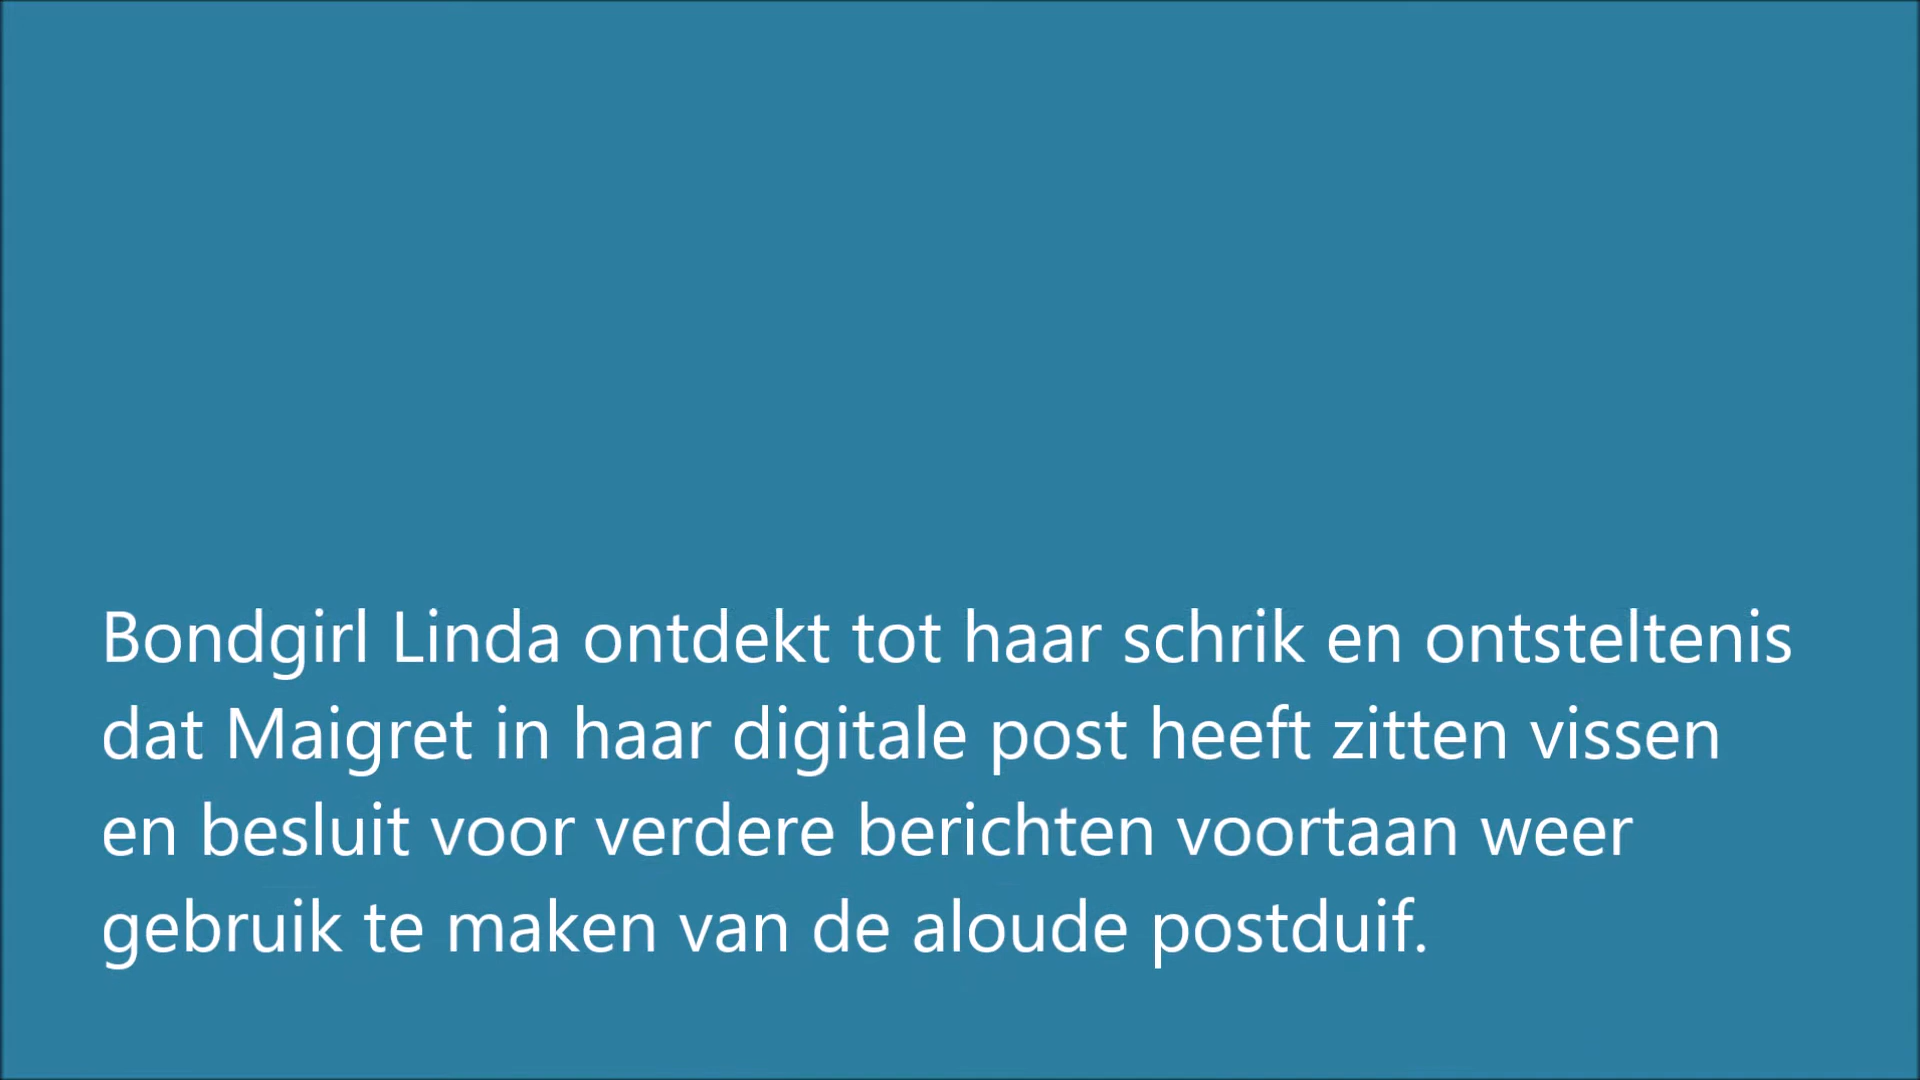 Bondgirl Linda ontdekt tot haar schrik en ontsteltenis
dat Maigret in haar digitale post heeft zitten vissen
en besluit voor verdere berichten voortaan weer
gebruik te maken van de aloude postduif.